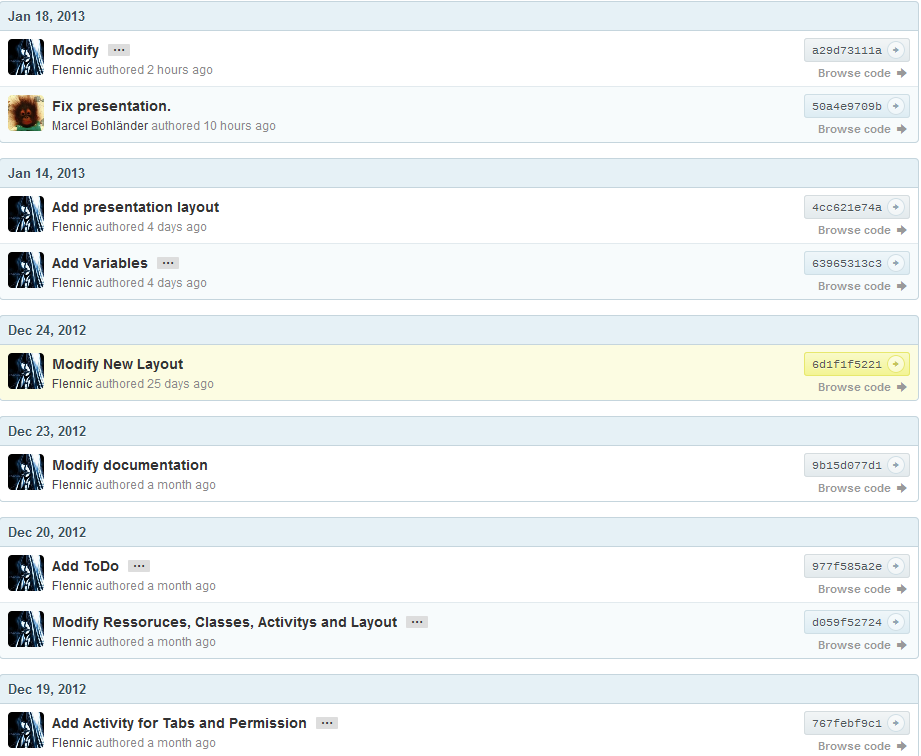 Jan 18, 2013
Modify ...
a29d73111a
Flennic authored 2 hours ago
Browse code
Fix presentation.
50a4e9709b
Marcel Bohländer authored 10 hours ago
Browse code
Jan 14, 2013
Add presentation layout
4cc621e74a
Flennic authored 4 days ago
Browse code
Add Variables ...
63965313c3
Flennic authored 4 days ago
Browse code
Dec 24, 2012
Modify New Layout
6d1f1f5221
Flennic authored 25 days ago
Browse code
Dec 23, 2012
Modify documentation
9b15d077d1
Flennic authored a month ago
Browse code
Dec 20, 2012
Add ToDo ...
977f585a2e
Flennic authored a month ago
Browse code
Modify Ressoruces, Classes, Activitys and Layout ...
d059f52724
Flennic authored a month ago
Browse code
Dec 19, 2012
Add Activity for Tabs and Permission ...
767febf9c1
Flennic authored a month ago
Browse code